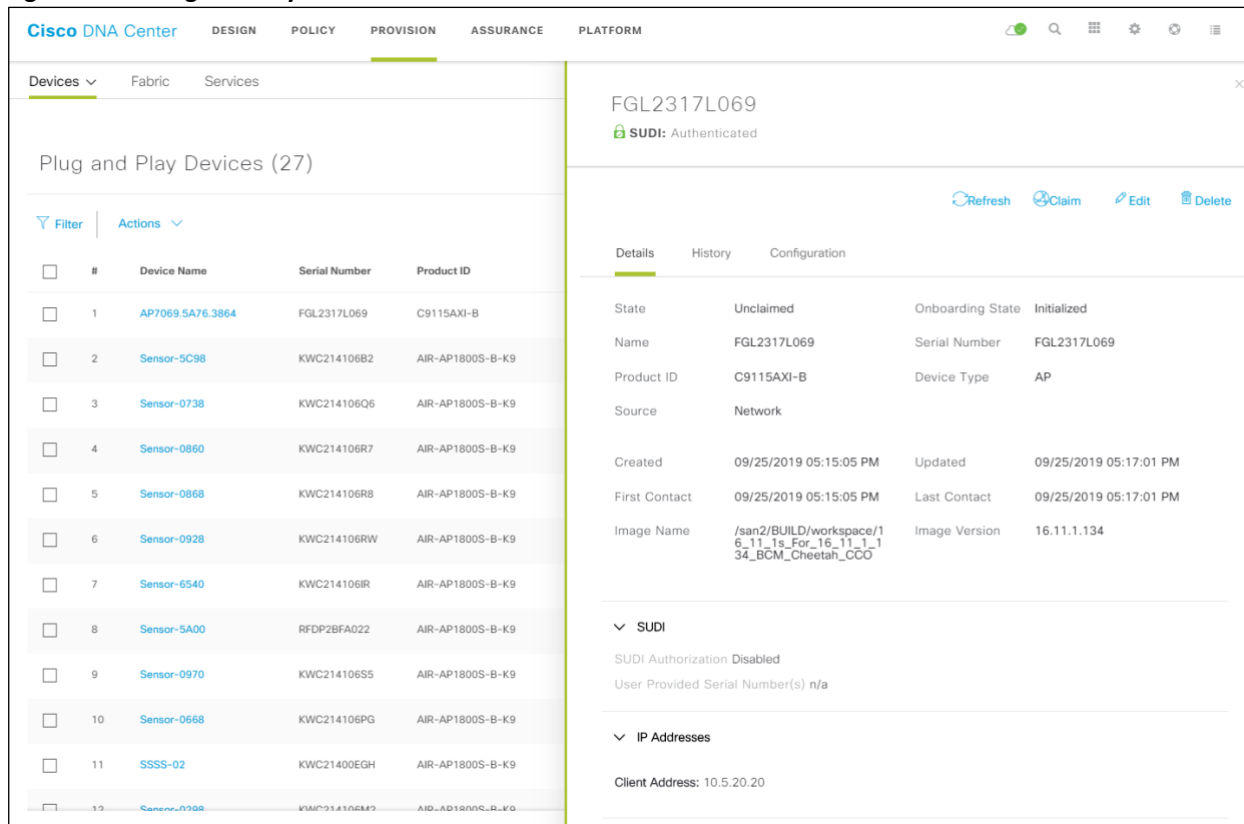 Cisco DNA Center DESIGN POLICY PROVISION ASSURANCE PLATFORM
Devices Fabric Services
Plug and Play Devices (27)
Filter Actions
# Device Name Serial Number Product ID
1 AP7069.5A76.3864 FGL2317L069 C9115AXI-B
2 Sensor-5C98 KWC214106B2 AIR-AP1800S-B-K9
3 Sensor-0738 KWC214106Q6 AIR-AP1800S-B-K9
4 Sensor-0860 KWC214106R7 AIR-AP1800S-B-K9
5 Sensor-0868 KWC214106R8 AIR-AP1800S-B-K9
6 Sensor-0928 KWC214106RW AIR-AP1800S-B-K9
7 Sensor-6540 KWC214106IR AIR-AP1800S-B-K9
8 Sensor-5A00 RFDP2BFA022 AIR-AP1800S-B-K9
9 Sensor-0970 KWC214106S5 AIR-AP1800S-B-K9
10 Sensor-0668 KWC214106PG AIR-AP1800S-B-K9
11 SSSS-02 KWC21400EGH AIR-AP1800S-B-K9
12 Sensor-0298 KWC214106M2 AIR-AP1800S-B-K9
FGL2317L069
SUDI: Authenticated
Refresh Claim Edit Delete
Details History Configuration
State Unclaimed Onboarding State Initialized
Name FGL2317L069 Serial Number FGL2317L069
Product ID C9115AXI-B Device Type AP
Source Network
Created 09/25/2019 05:15:05 PM Updated 09/25/2019 05:17:01 PM
First Contact 09/25/2019 05:15:05 PM Last Contact 09/25/2019 05:17:01 PM
Image Name /san2/BUILD/workspace/1 Image Version 16.11.1.134
6_11_1s_For_16_11_1_1
34_BCM_Cheetah_CCO
SUDI
SUDI Authorization Disabled
User Provided Serial Number(s) n/a
IP Addresses
Client Address: 10.5.20.20